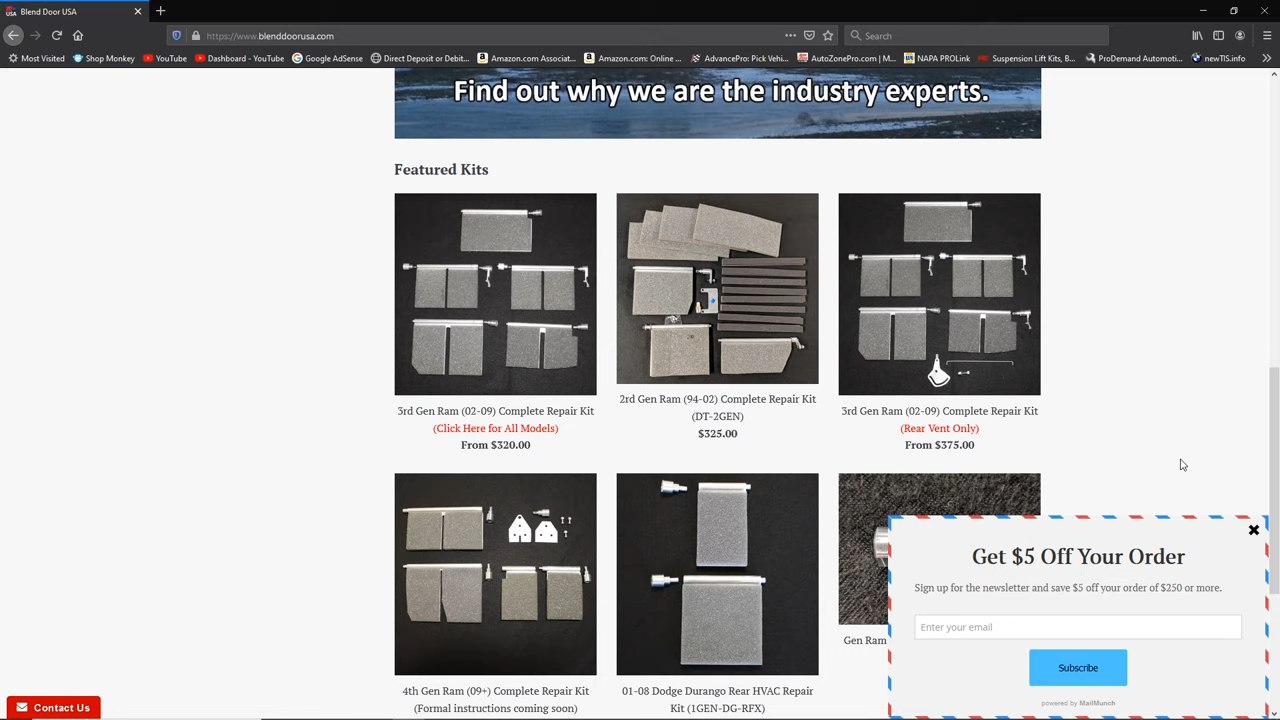 Blend Door USA
https://www.blenddoorusa.com
Search
Most Visited
Shop Monkey
YouTube
Dashboard - YouTube
Google AdSense
Direct Deposit or Debit...
Amazon.com Associat...
Amazon.com: Online ...
AdvancePro: Pick Vehi...
AutoZonePro.com | M...
NAPA PROLink
Suspension Lift Kits, B...
ProDemand Automoti...
newTIS.info
Find out why we are the industry experts.
Featured Kits
3rd Gen Ram (02-09) Complete Repair Kit
(Click Here for All Models)
From $320.00
2rd Gen Ram (94-02) Complete Repair Kit
(DT-2GEN)
$325.00
3rd Gen Ram (02-09) Complete Repair Kit
(Rear Vent Only)
From $375.00
4th Gen Ram (09+) Complete Repair Kit
(Formal instructions coming soon)
01-08 Dodge Durango Rear HVAC Repair
Kit (1GEN-DG-RFX)
Gen Ram
Get $5 Off Your Order
Sign up for the newsletter and save $5 off your order of $250 or more.
Enter your email
Subscribe
powered by MailMunch
Contact Us